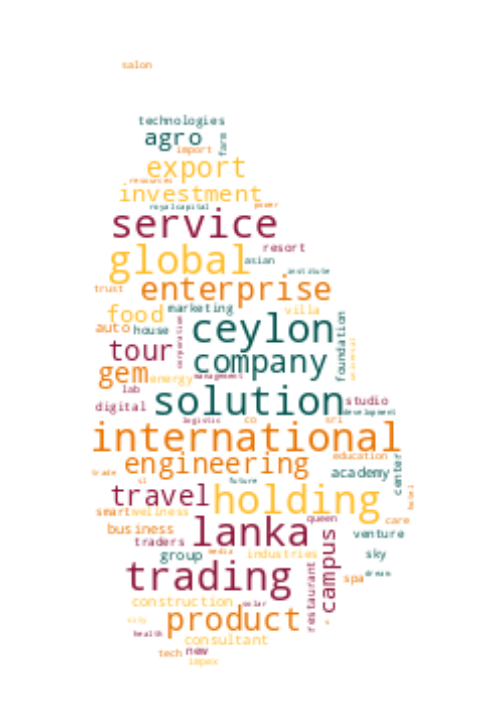 salon
technologies
agro
farm
import
export
resources
investment
royalcapital
power
service
resort
global
asian
institute
trust
enterprise
food
marketing
villa
auto
house
corporation
ceylon
foundation
universal
tour
company
gem
energy
management
lab
digital
solution
studio
development
logistic
co
sri
international
education
engineering
academy
center
trade
sl
future
travel
holding
hotel
smart
wellness
queen
care
business
lanka
venture
traders
campus
group
media
industries
sky
trading
restaurant
spa
dream
construction
solar
product
city
health
consultant
tech
new
impex